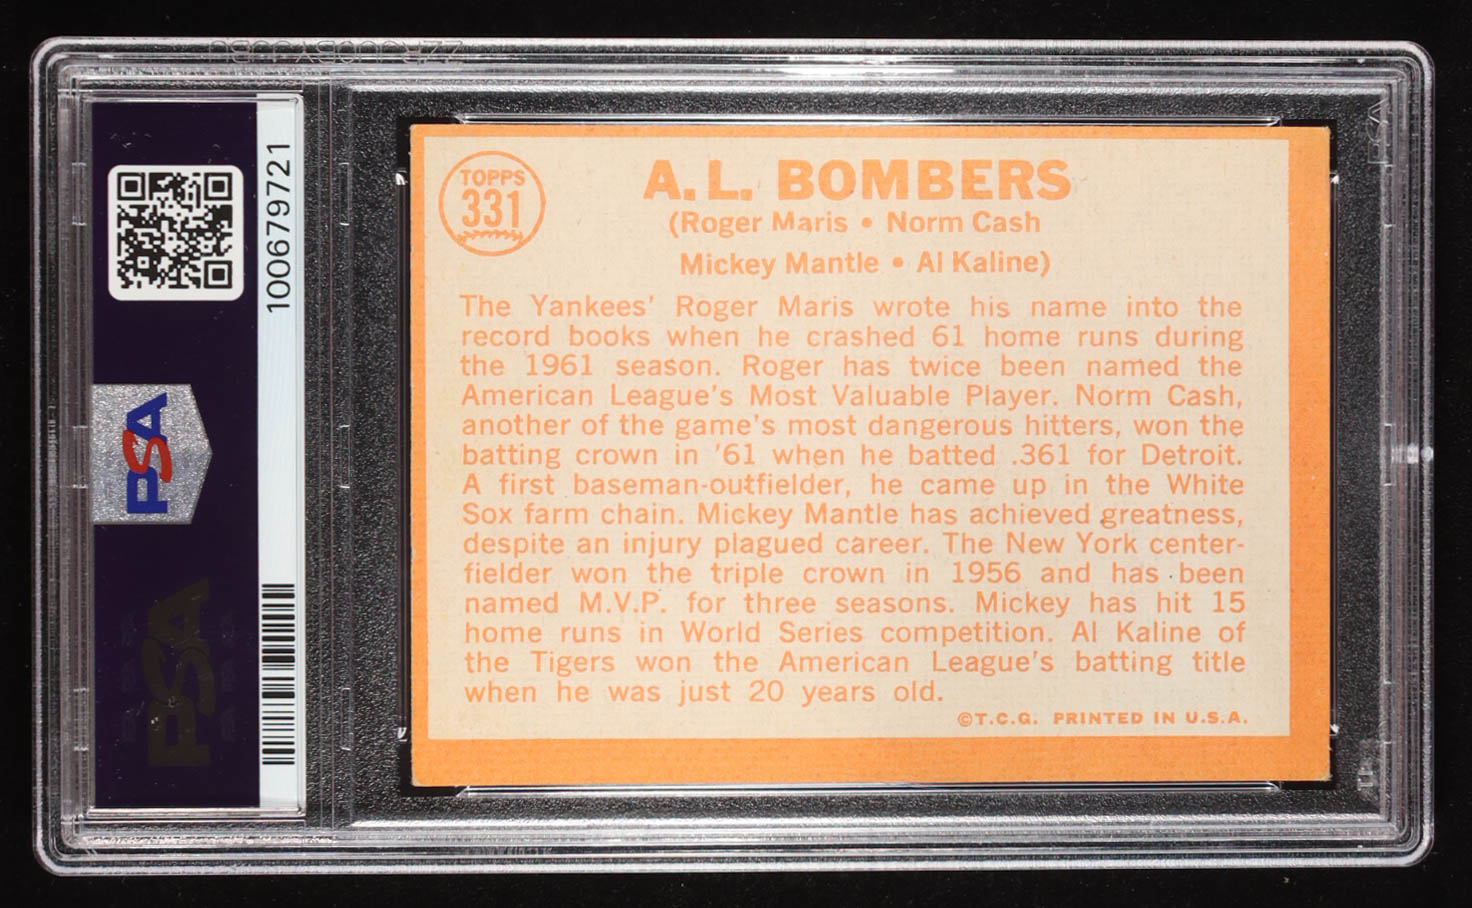 100679721
PSA
PSA
TOPPS
331
A.L. BOMBERS
(Roger Maris • Norm Cash
Mickey Mantle • Al Kaline)
The Yankees' Roger Maris wrote his name into the
record books when he crashed 61 home runs during
the 1961 season. Roger has twice been named the
American League's Most Valuable Player. Norm Cash,
another of the game's most dangerous hitters, won the
batting crown in '61 when he batted .361 for Detroit.
A first baseman-outfielder, he came up in the White
Sox farm chain. Mickey Mantle has achieved greatness,
despite an injury plagued career. The New York center-
fielder won the triple crown in 1956 and has been
named M.V.P. for three seasons. Mickey has hit 15
home runs in World Series competition. Al Kaline of
the Tigers won the American League's batting title
when he was just 20 years old.
©T.C.G. PRINTED IN U.S.A.